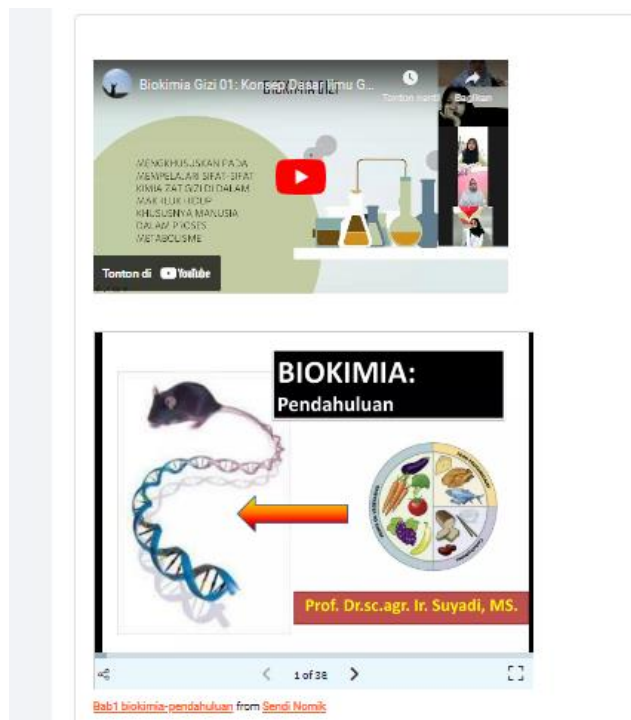 Biokimia Gizi 01: Konsep Dasar Ilmu G...
BIOKIMIA GIZI
Tonton nanti
Bagikan
MENGKHUSUSKAN PADA
MEMPELAJARI SIFAT-SIFAT
KIMIA ZAT GIZI DI DALAM
MAKHLUK HIDUP
KHUSUSNYA MANUSIA
DALAM PROSES
METABOLISME
Tonton di YouTube
BIOKIMIA:
Pendahuluan
Prof. Dr.sc.agr. Ir. Suyadi, MS.
1 of 38
Bab1 biokimia-pendahuluan from Sendi Nomik